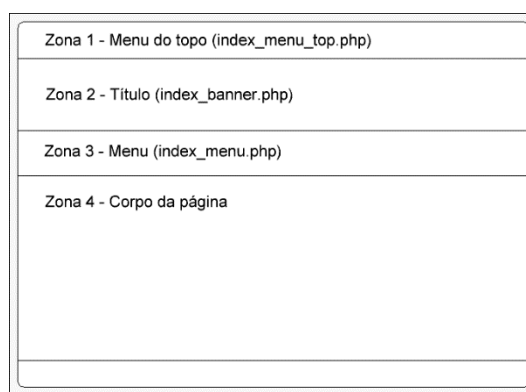 Zona 1 - Menu do topo (index_menu_top.php)
Zona 2 - Título (index_banner.php)
Zona 3 - Menu (index_menu.php)
Zona 4 - Corpo da página